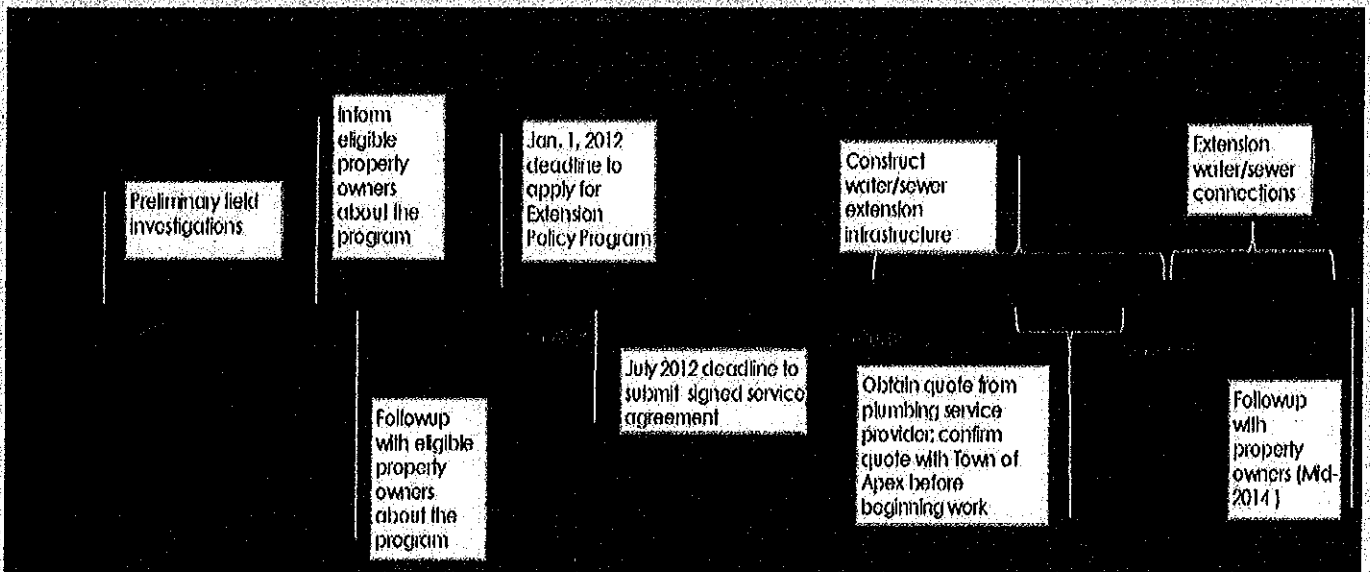 Preliminary field
investigations
Inform
eligible
property
owners
about the
program
Followup
with eligible
property
owners
about the
program
Jan. 1, 2012
deadline to
apply for
Extension
Policy Program
July 2012 deadline to
submit signed service
agreement
Construct
water/sewer
extension
infrastructure
Obtain quote from
plumbing service
provider; confirm
quote with Town of
Apex before
beginning work
Extension
water/sewer
connections
Followup
with
property
owners (Mid-
2014)